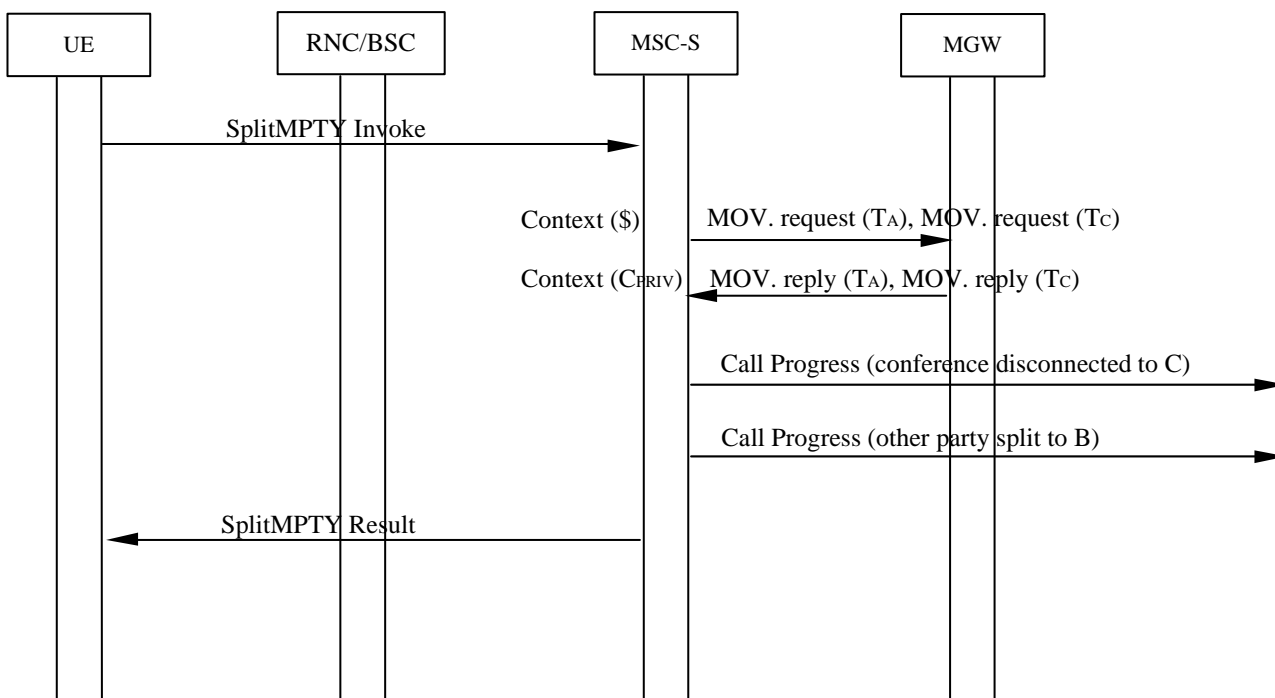 UE RNC/BSC MSC-S MGW
SplitMPTY Invoke
Context ($) MOV. request (TA), MOV. request (TC)
Context (CPRIV) MOV. reply (TA), MOV. reply (TC)
Call Progress (conference disconnected to C)
Call Progress (other party split to B)
SplitMPTY Result